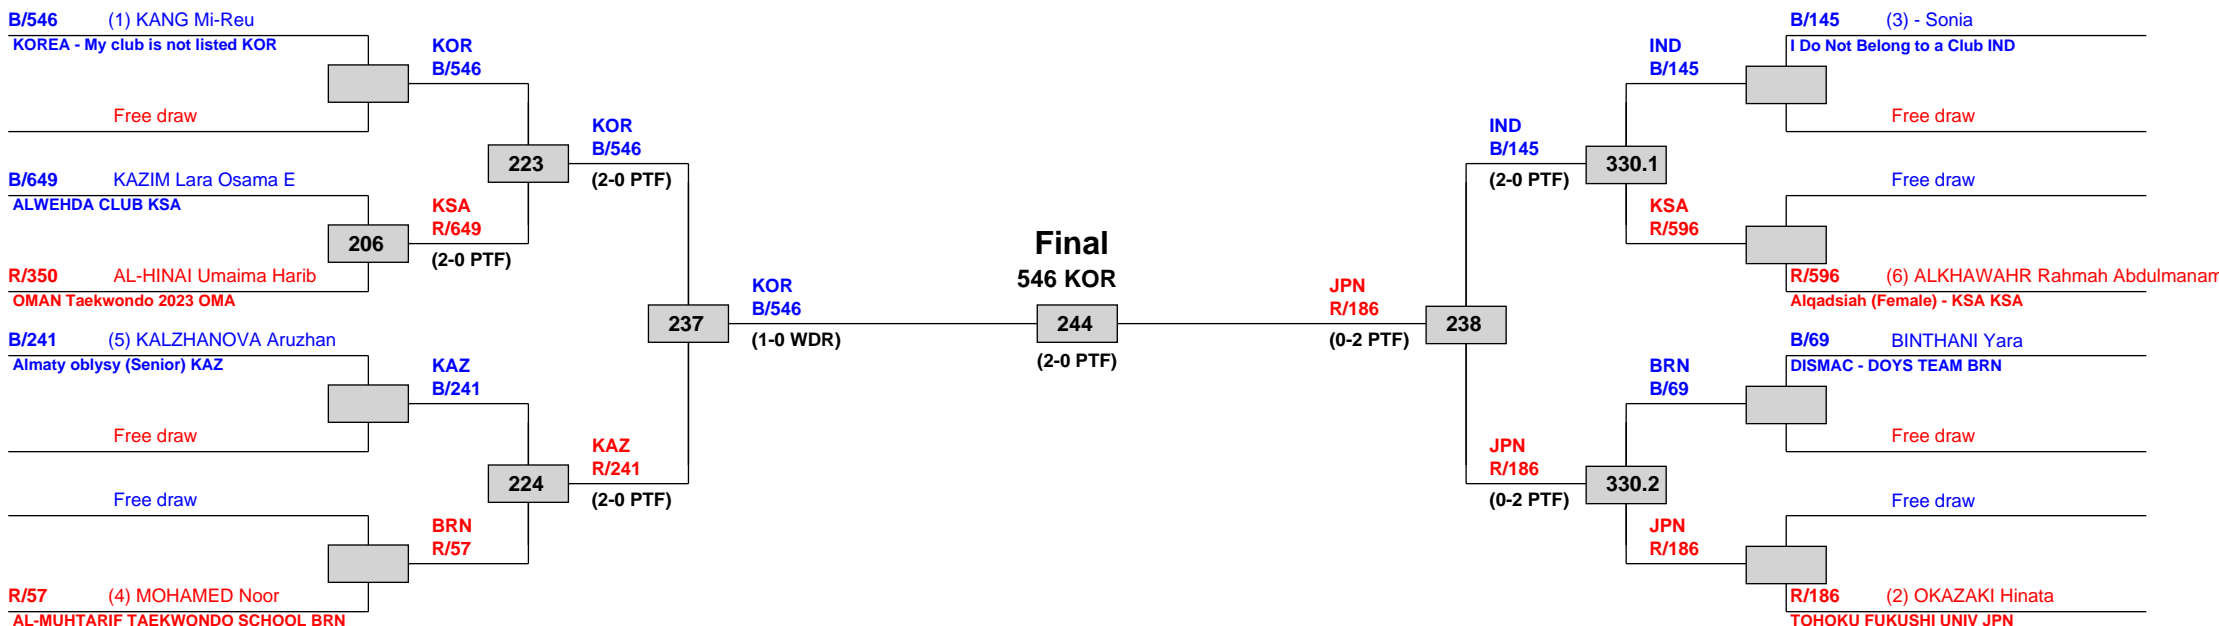 B/546 (1) KANG Mi-Reu
KOREA - My club is not listed KOR
Free draw
B/649 KAZIM Lara Osama E
ALWEHDA CLUB KSA
206
R/350 AL-HINAI Umaima Harib
OMAN Taekwondo 2023 OMA
B/241 (5) KALZHANOVA Aruzhan
Almaty oblysy (Senior) KAZ
Free draw
Free draw
R/57 (4) MOHAMED Noor
AL-MUHTARIF TAEKWONDO SCHOOL BRN
KOR
B/546
223
KSA
R/649
(2-0 PTF)
KAZ
B/241
224
BRN
R/57
KOR
B/546
(2-0 PTF)
237
KAZ
R/241
(2-0 PTF)
KOR
B/546
(1-0 WDR)
Final
546 KOR
244
(2-0 PTF)
JPN
R/186
(0-2 PTF)
238
IND
B/145
(2-0 PTF)
JPN
R/186
(0-2 PTF)
IND
B/145
330.1
KSA
R/596
BRN
B/69
330.2
JPN
R/186
B/145 (3) - Sonia
I Do Not Belong to a Club IND
Free draw
Free draw
R/596 (6) ALKHAWAHR Rahmah Abdulmanam
Alqadsiah (Female) - KSA KSA
B/69 BINTHANI Yara
DISMAC - DOYS TEAM BRN
Free draw
Free draw
R/186 (2) OKAZAKI Hinata
TOHOKU FUKUSHI UNIV JPN